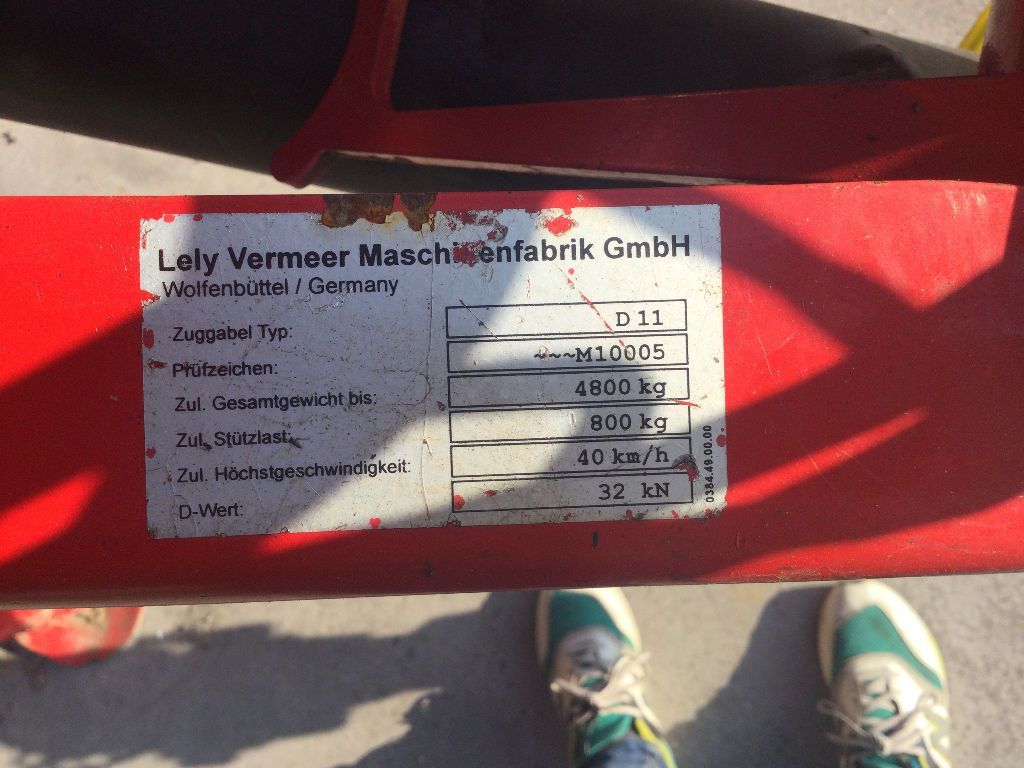 Lely Vermeer Maschinenfabrik GmbH
Wolfenbüttel / Germany
Zuggabel Typ: D 11
Prüfzeichen: ~~~M10005
Zul. Gesamtgewicht bis: 4800 kg
Zul. Stützlast: 800 kg
Zul. Höchstgeschwindigkeit: 40 km/h
D-Wert: 32 kN
0384.49.00.00